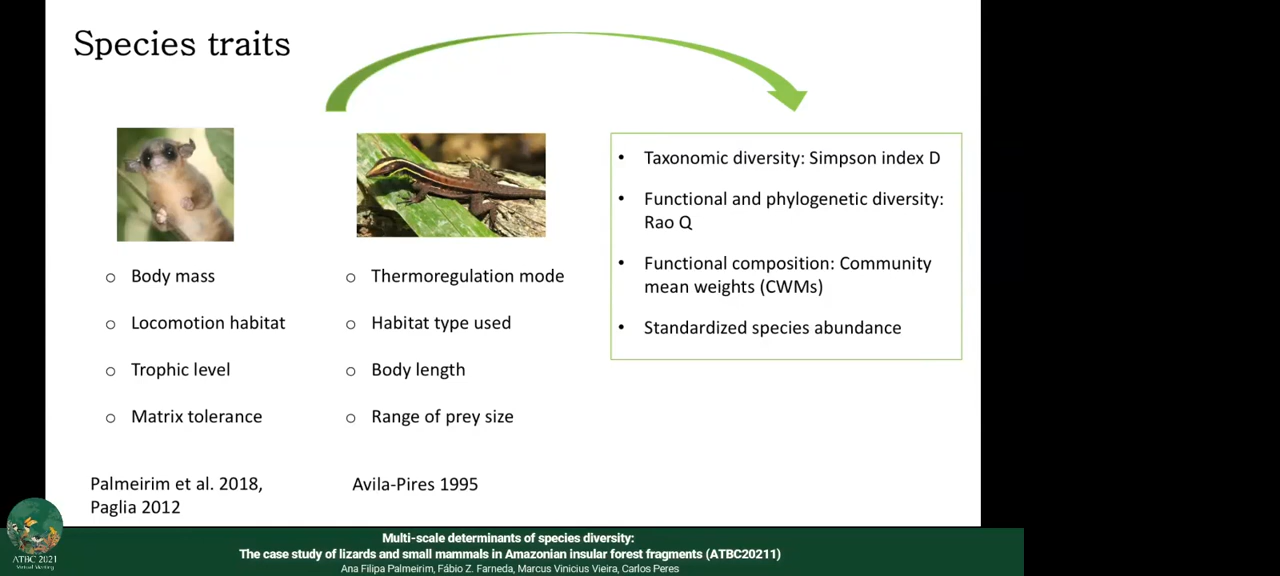 Species traits
Body mass
Locomotion habitat
Trophic level
Matrix tolerance
Palmeirim et al. 2018,
Paglia 2012
Thermoregulation mode
Habitat type used
Body length
Range of prey size
Avila-Pires 1995
• Taxonomic diversity: Simpson index D
• Functional and phylogenetic diversity:
Rao Q
• Functional composition: Community
mean weights (CWMs)
• Standardized species abundance
ATBC 2021
Virtual Meeting
Multi-scale determinants of species diversity:
The case study of lizards and small mammals in Amazonian insular forest fragments (ATBC20211)
Ana Filipa Palmeirim, Fábio Z. Farneda, Marcus Vinicius Vieira, Carlos Peres